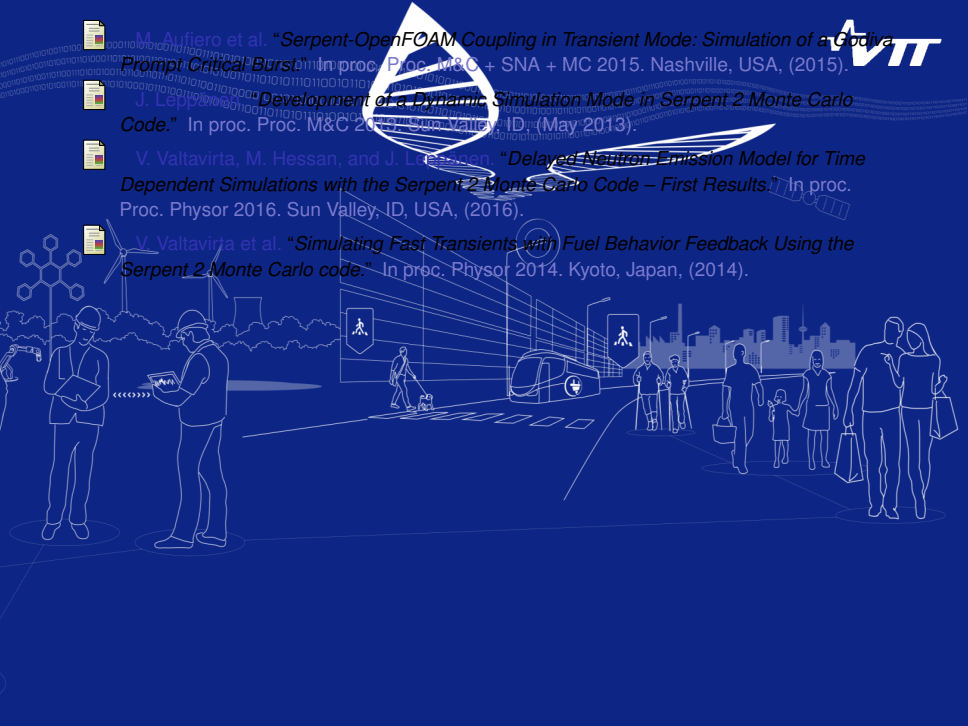 M. Aufiero et al. “Serpent-OpenFOAM Coupling in Transient Mode: Simulation of a Godiva
Prompt Critical Burst.” In proc. Proc. M&C + SNA + MC 2015. Nashville, USA, (2015).
J. Leppänen. “Development of a Dynamic Simulation Mode in Serpent 2 Monte Carlo
Code.” In proc. Proc. M&C 2013. Sun Valley, ID, (May 2013).
V. Valtavirta, M. Hessan, and J. Leppänen. “Delayed Neutron Emission Model for Time
Dependent Simulations with the Serpent 2 Monte Carlo Code – First Results.” In proc.
Proc. Physor 2016. Sun Valley, ID, USA, (2016).
V. Valtavirta et al. “Simulating Fast Transients with Fuel Behavior Feedback Using the
Serpent 2 Monte Carlo code.” In proc. Physor 2014. Kyoto, Japan, (2014).
VTT